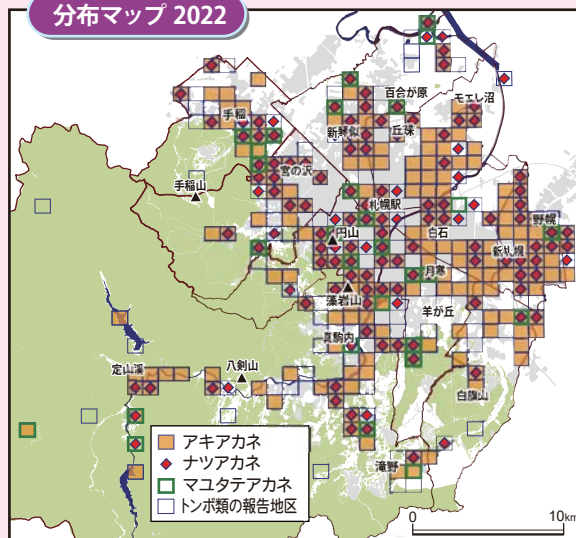 分布マップ 2022
百合が原
モエレ沼
手稲
新琴似
丘珠
宮の沢
手稲山
札幌駅
円山
白石
野幌
新札幌
月寒
藻岩山
羊が丘
真駒内
定山渓
八剣山
白旗山
滝野
アキアカネ
ナツアカネ
マユタテアカネ
トンボ類の報告地区
0 10km